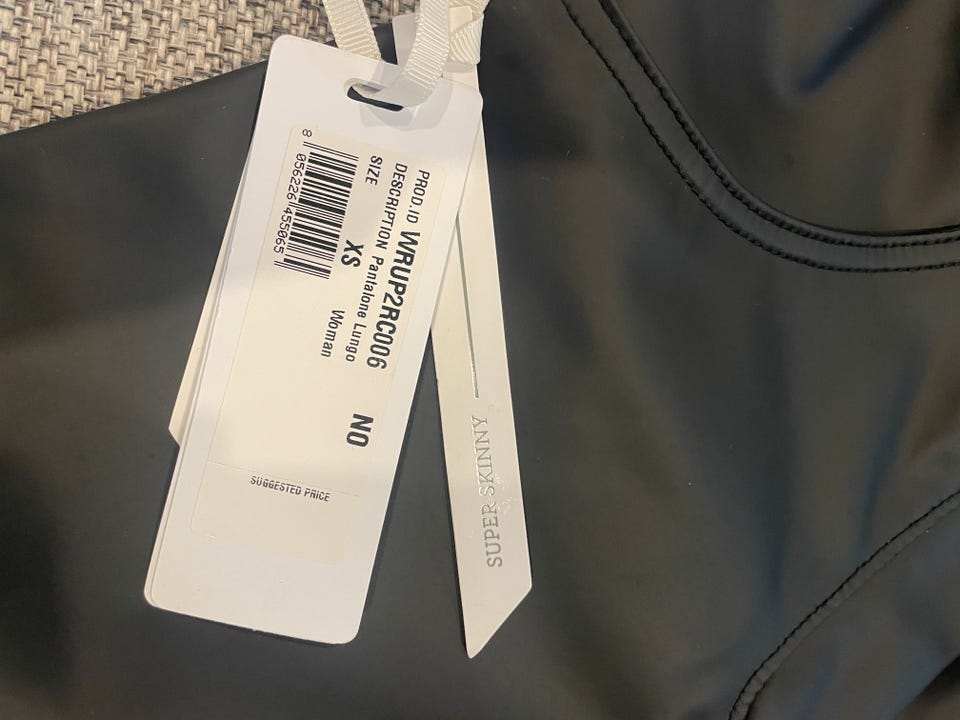 PROD.ID WRUP2RC006 NO
DESCRIPTION Pantalone Lungo
SIZE XS Woman
8 056226 455065
SUGGESTED PRICE
SUPER SKINNY